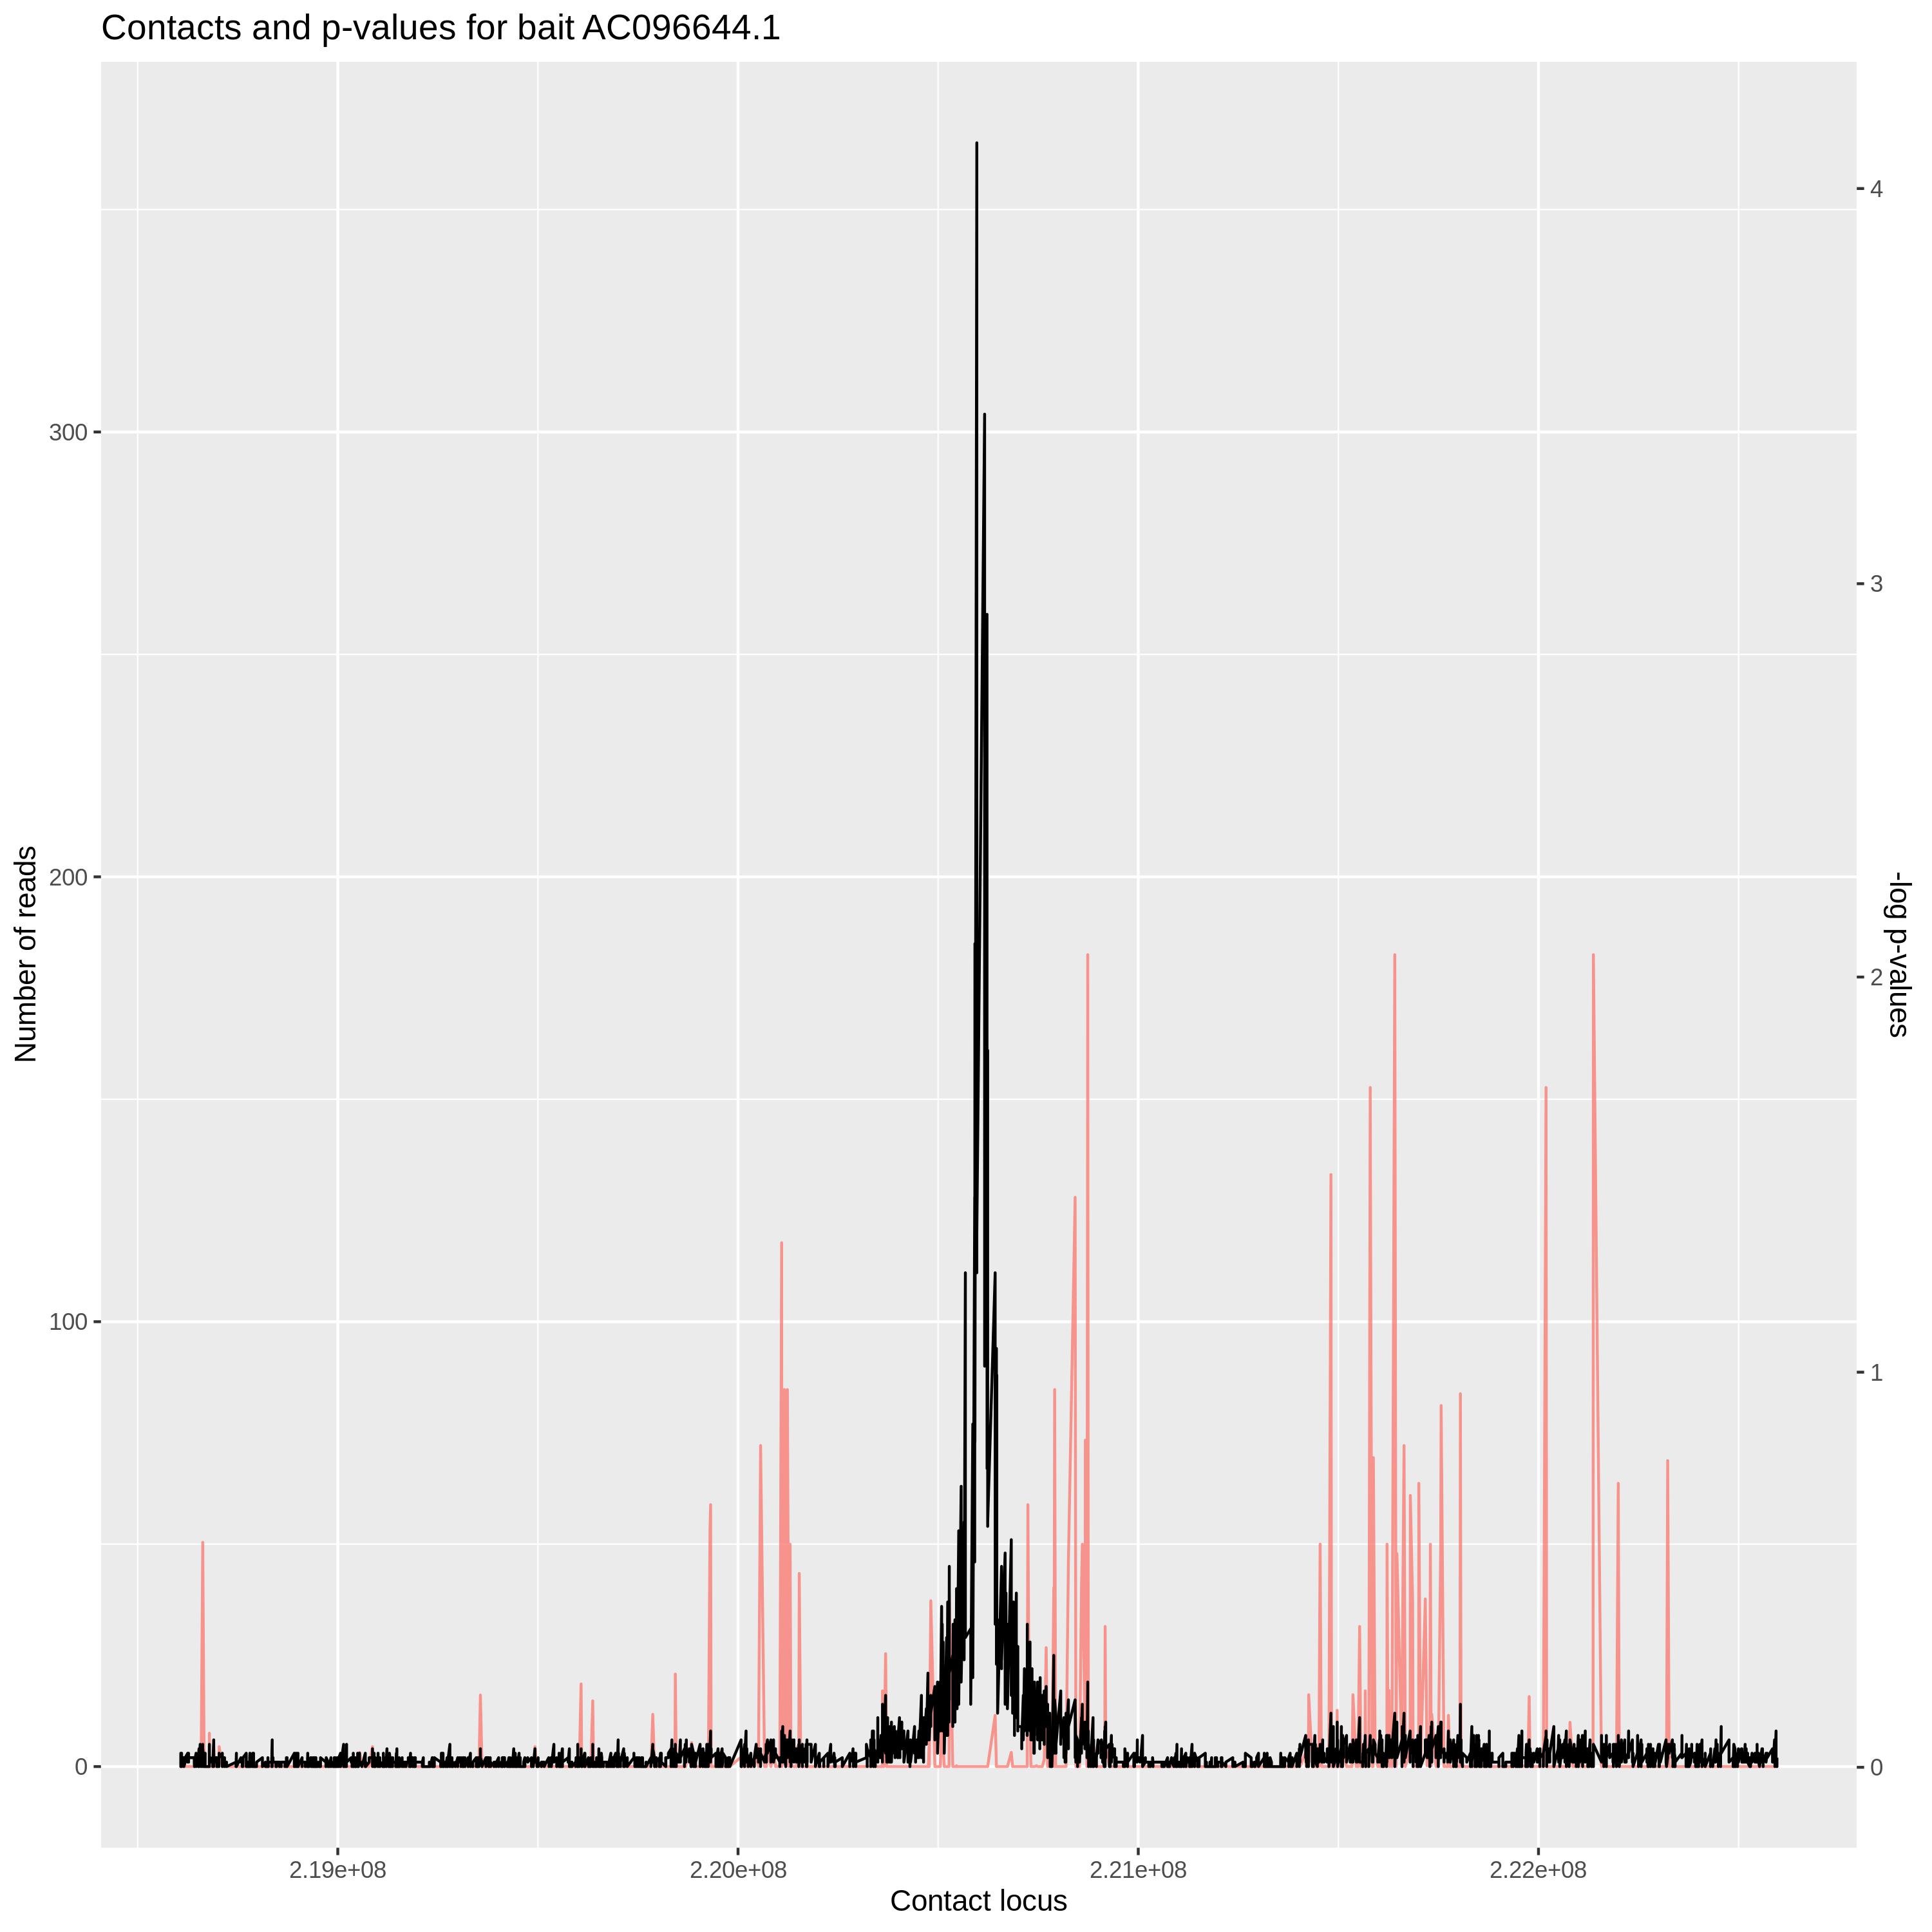 Contacts and p-values for bait AC096644.1
Number of reads
300
200
100
0
4
3
2
1
0
-log p-values
2.19e+08
2.20e+08
2.21e+08
2.22e+08
Contact locus